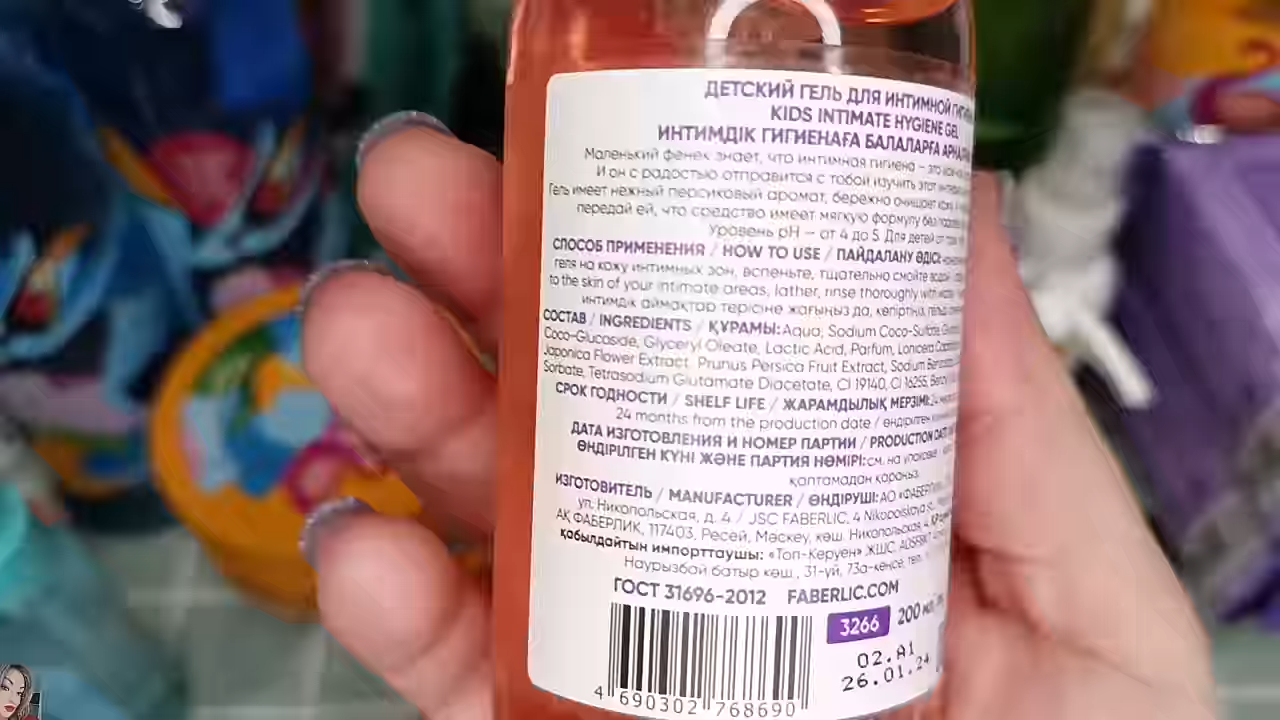 ДЕТСКИЙ ГЕЛЬ ДЛЯ ИНТИМНОЙ
KIDS INTIMATE HYGIENE GEL
ИНТИМДІК ГИГИЕНАҒА БАЛАЛАРҒА
Маленький фенек знает, что интимная гигиена – это
И он с радостью отправится с тобой изучить этот
Гель имеет нежный персиковый аромат, бережно очищает
передай ей, что средство имеет мягкую формулу без
Уровень pH — от 4 до 5. Для детей от
СПОСОБ ПРИМЕНЕНИЯ / HOW TO USE / ПАЙДАЛАНУ ӘДІСІ:
геля на кожу интимных зон, вспеньте, тщательно смойте водой
to the skin of your intimate areas, lather, rinse thoroughly with
интимдік аймақтар терісіне жағыңыз да, көпіртіп,
СОСТАВ / INGREDIENTS / ҚҰРАМЫ: Aqua, Sodium Coco-Sulfate,
Coco-Glucoside, Glyceryl Oleate, Lactic Acid, Parfum, Lonicera
Japonica Flower Extract, Prunus Persica Fruit Extract, Sodium
Sorbate, Tetrasodium Glutamate Diacetate, CI 19140, CI 16255,
СРОК ГОДНОСТИ / SHELF LIFE / ЖАРАМДЫЛЫҚ МЕРЗІМІ: 24
24 months from the production date / өндірілген
ДАТА ИЗГОТОВЛЕНИЯ И НОМЕР ПАРТИИ / PRODUCTION DATE
ӨНДІРІЛГЕН КҮНІ ЖӘНЕ ПАРТИЯ НӨМІРІ: см. на упаковке /
қаптамадан қараңыз.
ИЗГОТОВИТЕЛЬ / MANUFACTURER / ӨНДІРУШІ: АО
ул. Никопольская, д. 4 / JSC FABERLIC, 4 Nikopolskaya
АҚ ФАБЕРЛИК, 117403, Ресей, Мәскеу, көш. Никопольская, 4.
қабылдайтын импорттаушы: «Топ-Керуен» ЖШС,
Наурызбай батыр көш., 31-үй, 73а-кеңсе,
ГОСТ 31696-2012 FABERLIC.COM
3266 200
02.A1
26.01.24
4 690302 768690